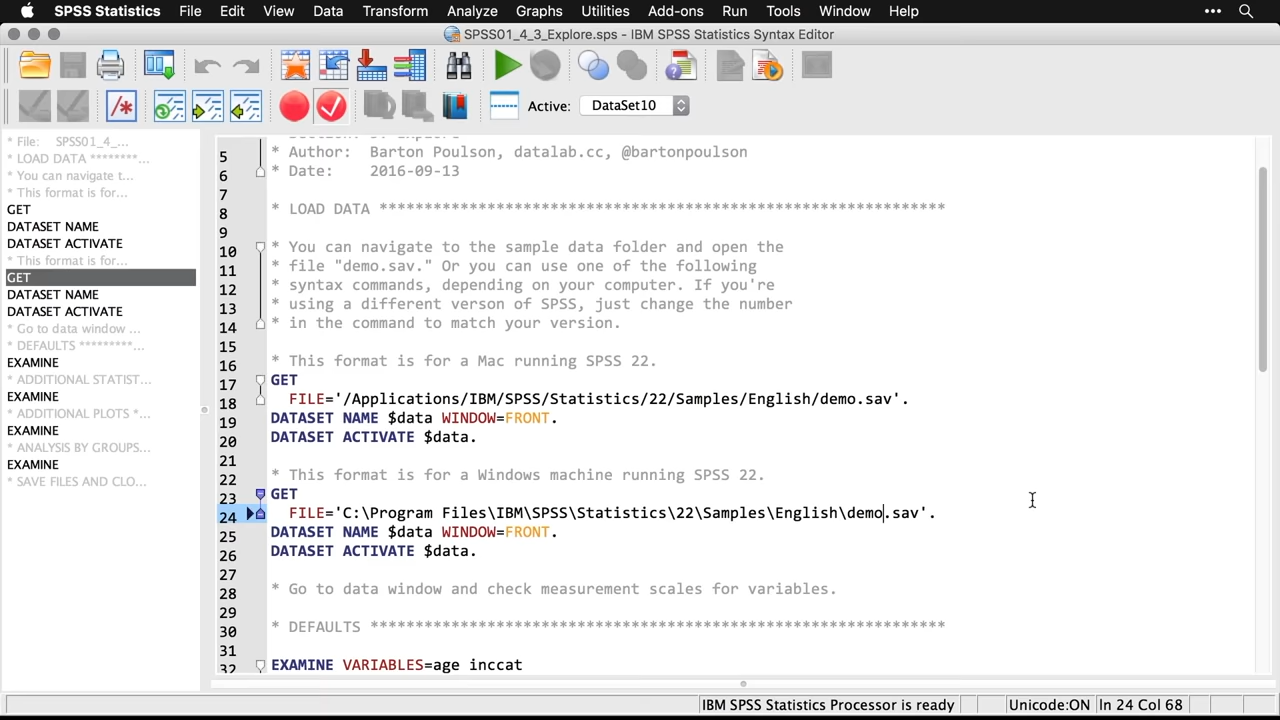 SPSS Statistics File Edit View Data Transform Analyze Graphs Utilities Add-ons Run Tools Window Help
SPSS01_4_3_Explore.sps - IBM SPSS Statistics Syntax Editor
Active: DataSet10
* File: SPSS01_4_...
* LOAD DATA ********...
* You can navigate t...
* This format is for...
GET
DATASET NAME
DATASET ACTIVATE
* This format is for...
GET
DATASET NAME
DATASET ACTIVATE
* Go to data window ...
* DEFAULTS *********...
EXAMINE
* ADDITIONAL STATIST...
EXAMINE
* ADDITIONAL PLOTS *...
EXAMINE
* ANALYSIS BY GROUPS...
EXAMINE
* SAVE FILES AND CLO...
5 * Author: Barton Poulson, datalab.cc, @bartonpoulson
6 * Date: 2016-09-13
7
8 * LOAD DATA **************************************************************
9
10 * You can navigate to the sample data folder and open the
11 * file "demo.sav." Or you can use one of the following
12 * syntax commands, depending on your computer. If you're
13 * using a different verson of SPSS, just change the number
14 * in the command to match your version.
15
16 * This format is for a Mac running SPSS 22.
17 GET
18 FILE='/Applications/IBM/SPSS/Statistics/22/Samples/English/demo.sav'.
19 DATASET NAME $data WINDOW=FRONT.
20 DATASET ACTIVATE $data.
21
22 * This format is for a Windows machine running SPSS 22.
23 GET
24 FILE='C:\Program Files\IBM\SPSS\Statistics\22\Samples\English\demo.sav'.
25 DATASET NAME $data WINDOW=FRONT.
26 DATASET ACTIVATE $data.
27
28 * Go to data window and check measurement scales for variables.
29
30 * DEFAULTS ***************************************************************
31
32 EXAMINE VARIABLES=age inccat
IBM SPSS Statistics Processor is ready Unicode:ON In 24 Col 68